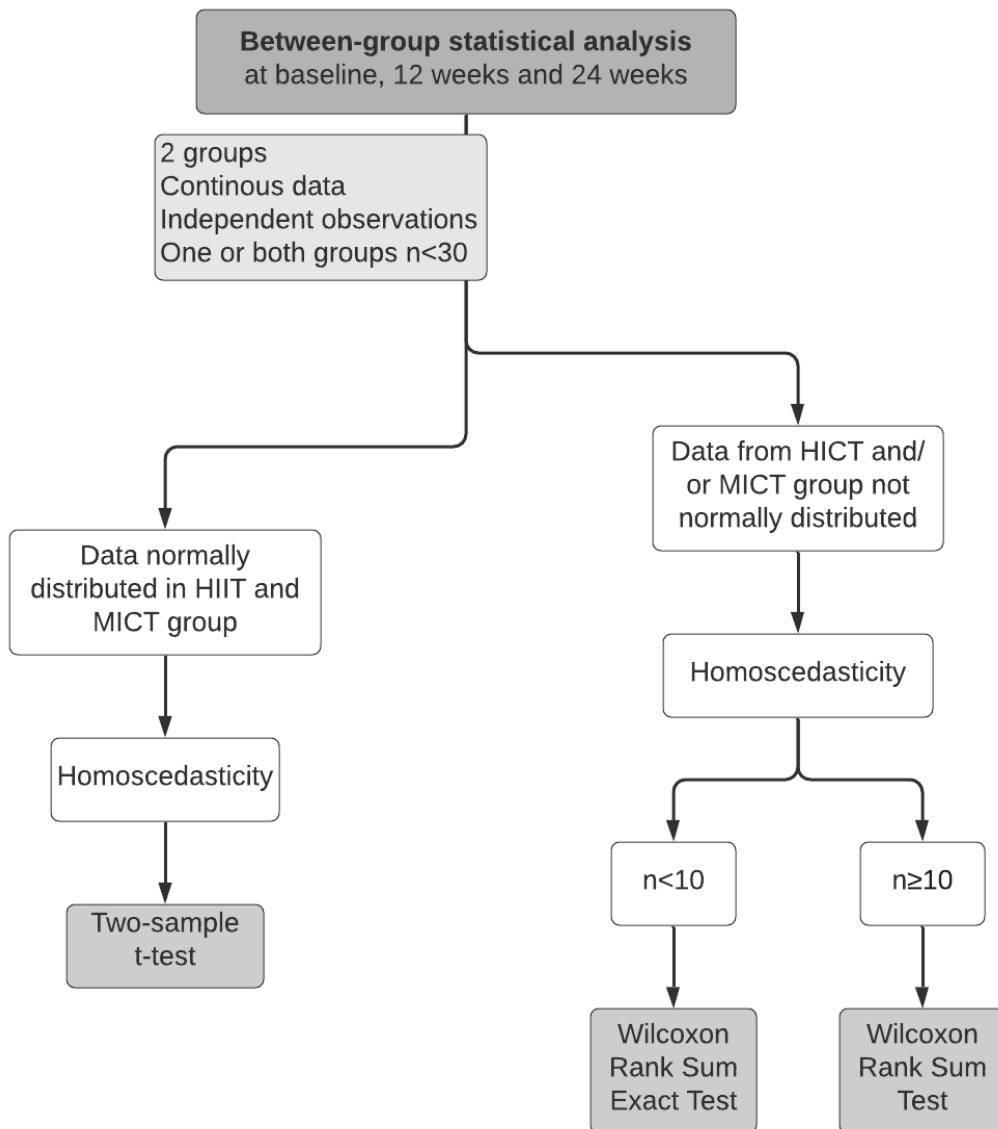 Between-group statistical analysis
at baseline, 12 weeks and 24 weeks
2 groups
Continous data
Independent observations
One or both groups n<30
Data from HICT and/
or MICT group not
normally distributed
Data normally
distributed in HIIT and
MICT group
Homoscedasticity
Homoscedasticity
n<10
n≥10
Two-sample
t-test
Wilcoxon
Rank Sum
Exact Test
Wilcoxon
Rank Sum
Test